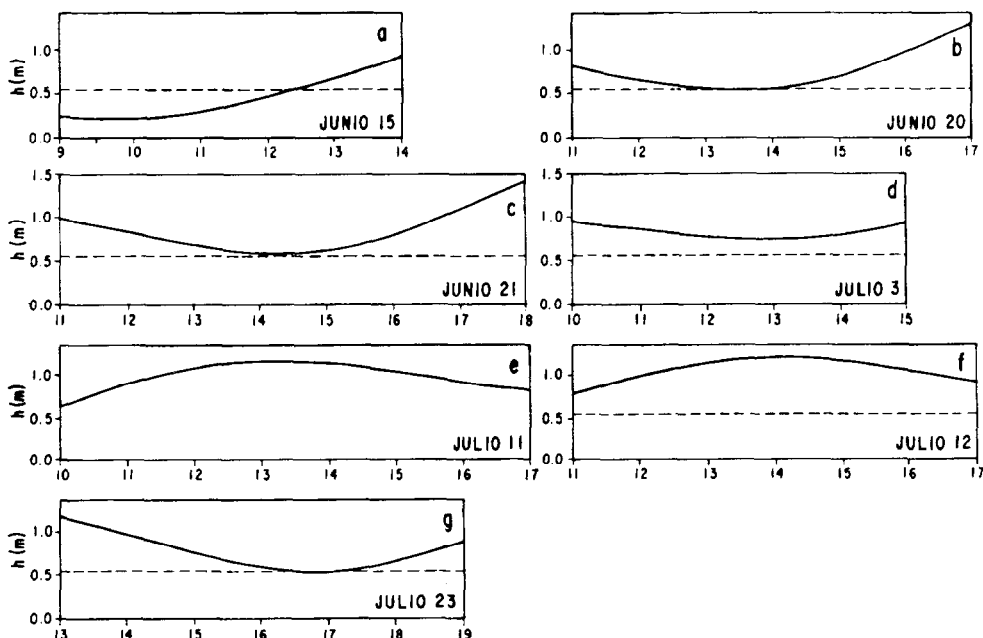 h(m)
1.0
0.5
0.0
a
JUNIO 15
9 10 11 12 13 14
1.0
0.5
0.0
b
JUNIO 20
11 12 13 14 15 16 17
h(m)
1.5
1.0
0.5
0.0
c
JUNIO 21
11 12 13 14 15 16 17 18
1.5
1.0
0.5
0.0
d
JULIO 3
10 11 12 13 14 15
h(m)
1.0
0.5
0.0
e
JULIO 11
10 11 12 13 14 15 16 17
1.0
0.5
0.0
f
JULIO 12
11 12 13 14 15 16 17
h(m)
1.0
0.5
0.0
g
JULIO 23
13 14 15 16 17 18 19